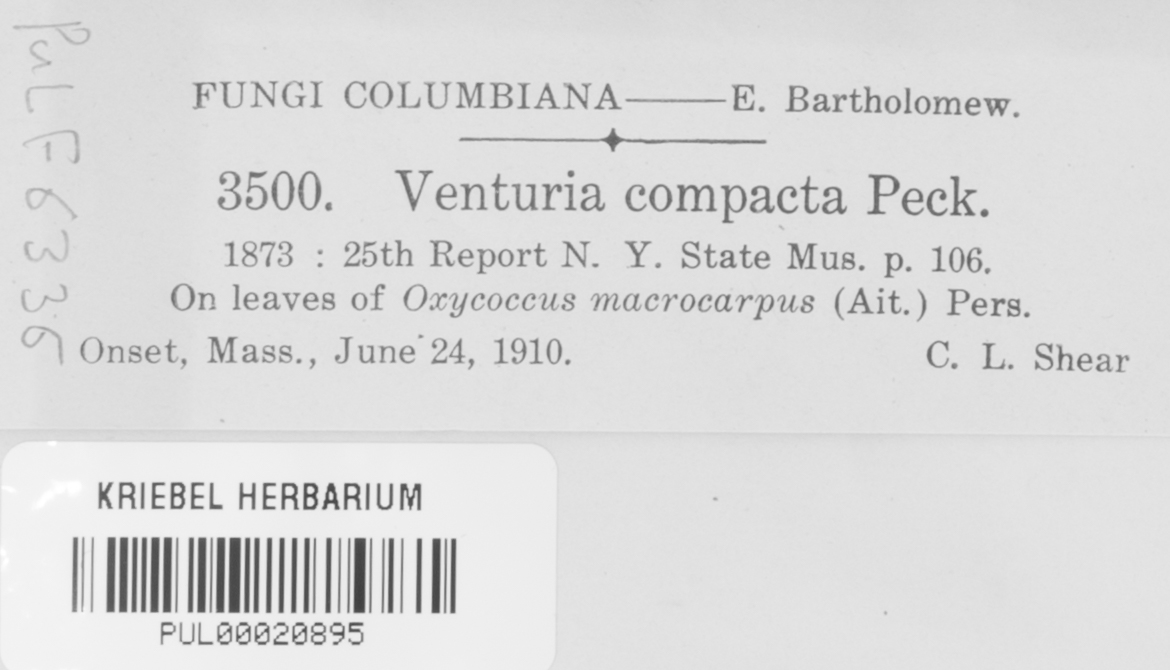 FUNGI COLUMBIANA——E. Bartholomew.
3500. Venturia compacta Peck.
1873 : 25th Report N. Y. State Mus. p. 106.
On leaves of Oxycoccus macrocarpus (Ait.) Pers.
Onset, Mass., June 24, 1910. C. L. Shear
PUL F6336
KRIEBEL HERBARIUM
PUL00020895